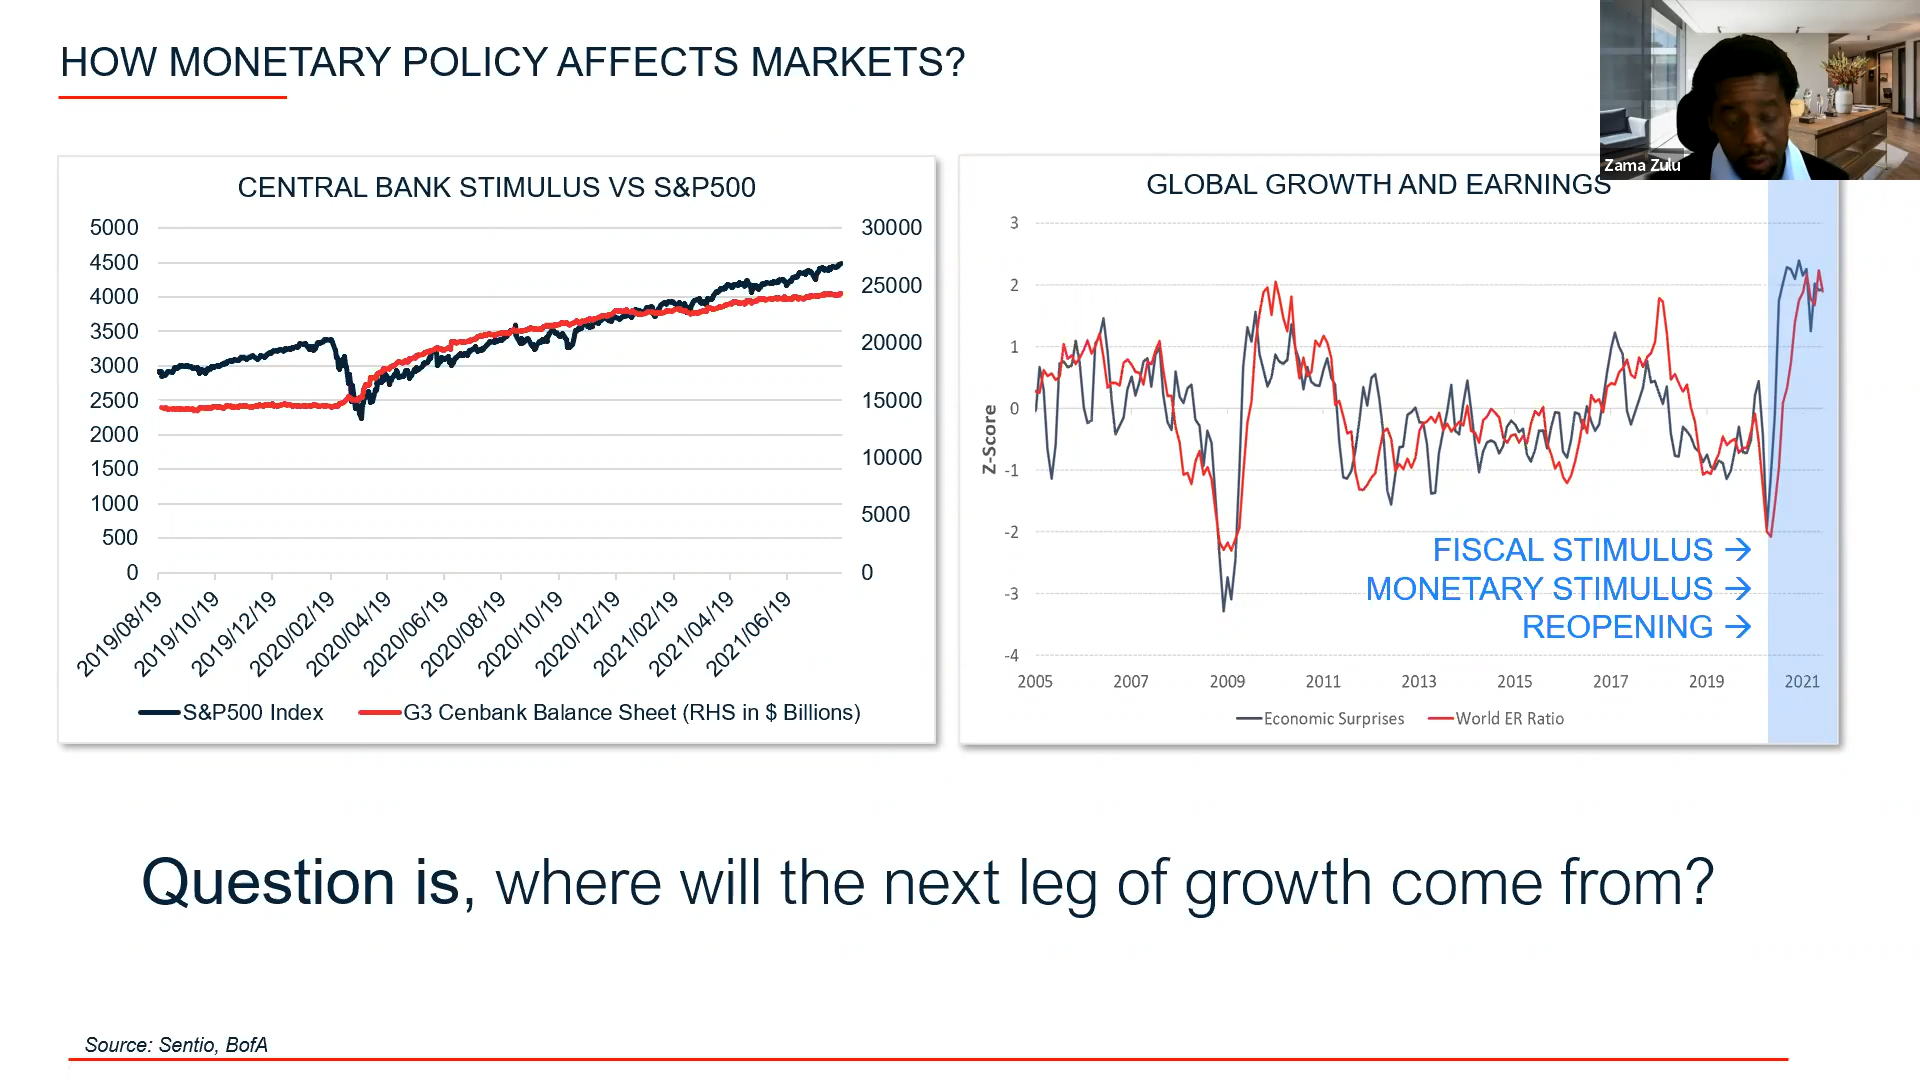 HOW MONETARY POLICY AFFECTS MARKETS?
Zama Zulu
CENTRAL BANK STIMULUS VS S&P500
5000
4500
4000
3500
3000
2500
2000
1500
1000
500
0
30000
25000
20000
15000
10000
5000
0
2019/08/19
2019/10/19
2019/12/19
2020/02/19
2020/04/19
2020/06/19
2020/08/19
2020/10/19
2020/12/19
2021/02/19
2021/04/19
2021/06/19
S&P500 Index
G3 Cenbank Balance Sheet (RHS in $ Billions)
GLOBAL GROWTH AND EARNINGS
Z-Score
3
2
1
0
-1
-2
-3
-4
FISCAL STIMULUS →
MONETARY STIMULUS →
REOPENING →
2005 2007 2009 2011 2013 2015 2017 2019 2021
Economic Surprises
World ER Ratio
Question is, where will the next leg of growth come from?
Source: Sentio, BofA